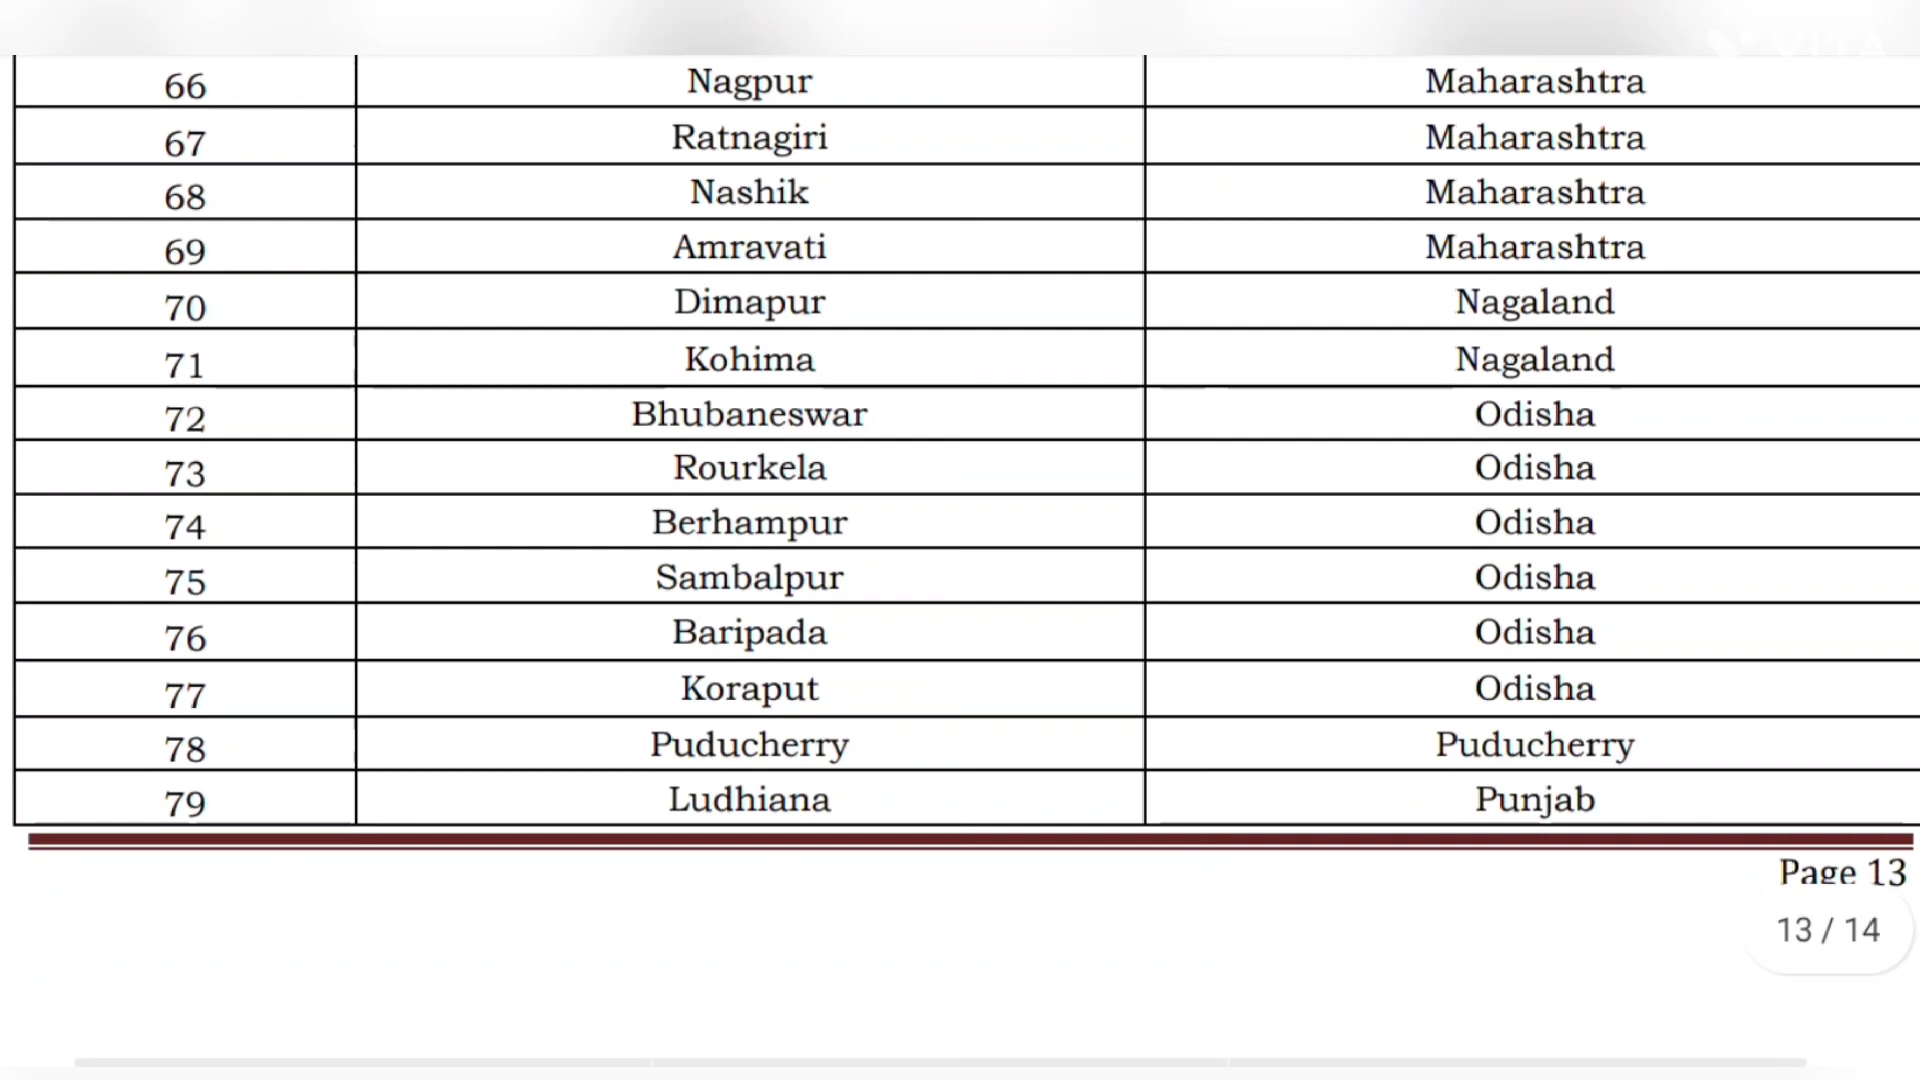 VITA
66 Nagpur Maharashtra
67 Ratnagiri Maharashtra
68 Nashik Maharashtra
69 Amravati Maharashtra
70 Dimapur Nagaland
71 Kohima Nagaland
72 Bhubaneswar Odisha
73 Rourkela Odisha
74 Berhampur Odisha
75 Sambalpur Odisha
76 Baripada Odisha
77 Koraput Odisha
78 Puducherry Puducherry
79 Ludhiana Punjab
Page 13
13 / 14